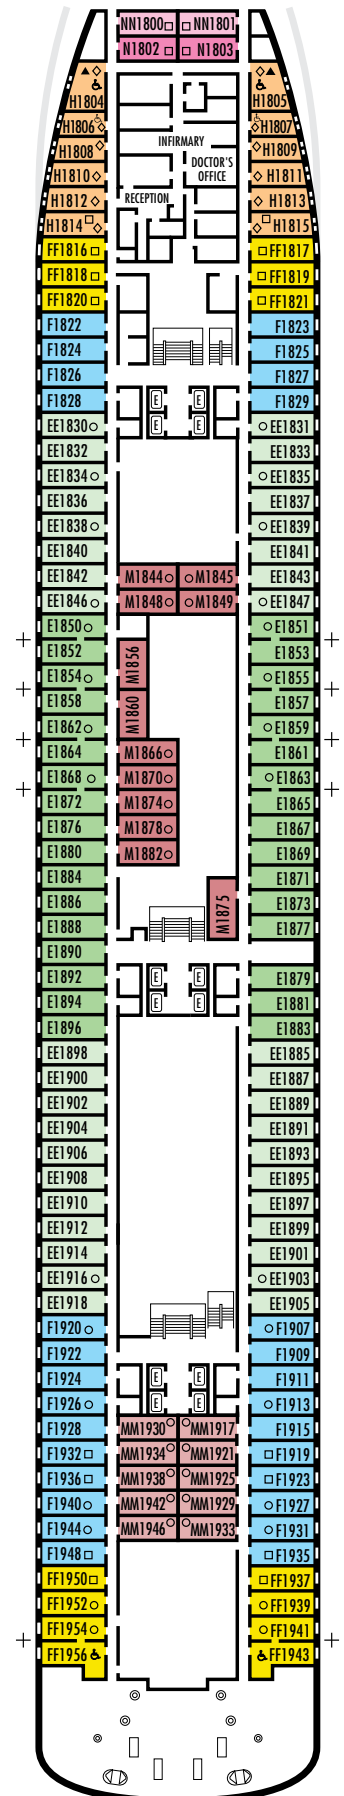 NN1800 NN1801
N1802 N1803
H1804 H1805
H1806 H1807
INFIRMARY
H1808 H1809
DOCTOR'S
OFFICE
H1810 H1811
RECEPTION
H1812 H1813
H1814 H1815
FF1816 FF1817
FF1818 FF1819
FF1820 FF1821
F1822 F1823
F1824 F1825
F1826 F1827
F1828 E E F1829
EE1830 E E EE1831
EE1832 EE1833
EE1834 EE1835
EE1836 EE1837
EE1838 EE1839
EE1840 EE1841
EE1842 M1844 M1845 EE1843
EE1846 M1848 M1849 EE1847
E1850 E1851
E1852 M1856 E1853
E1854 E1855
E1858 M1860 E1857
E1862 E1859
E1864 M1866 E1861
E1868 M1870 E1863
E1872 M1874 E1865
E1876 M1878 E1867
E1880 M1882 E1869
E1884 E1871
E1886 M1875 E1873
E1888 E1877
E1890
E1892 E E E1879
E1894 E E E1881
E1896 E1883
EE1898 EE1885
EE1900 EE1887
EE1902 EE1889
EE1904 EE1891
EE1906 EE1893
EE1908 EE1895
EE1910 EE1897
EE1912 EE1899
EE1914 EE1901
EE1916 EE1903
EE1918 EE1905
F1920 F1907
F1922 F1909
F1924 E E F1911
F1926 E E F1913
F1928 MM1930 MM1917 F1915
F1932 MM1934 MM1921 F1919
F1936 MM1938 MM1925 F1923
F1940 MM1942 MM1929 F1927
F1944 MM1946 MM1933 F1931
F1948 F1935
FF1950 FF1937
FF1952 FF1939
FF1954 FF1941
FF1956 FF1943